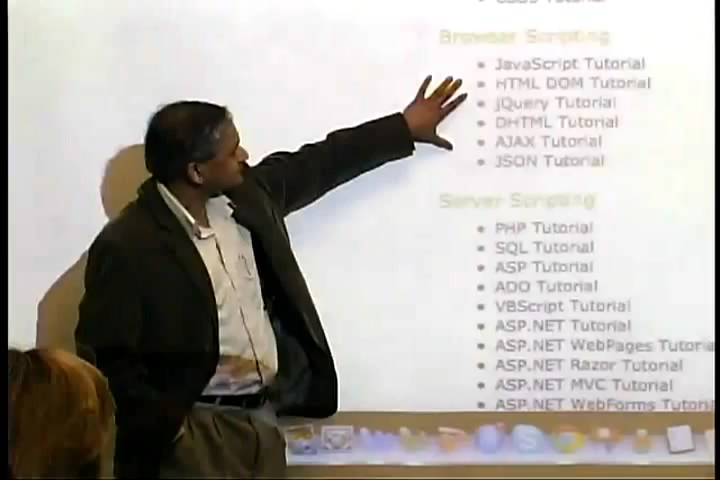 Browser Scripting
JavaScript Tutorial
HTML DOM Tutorial
jQuery Tutorial
DHTML Tutorial
AJAX Tutorial
JSON Tutorial
Server Scripting
PHP Tutorial
SQL Tutorial
ASP Tutorial
ADO Tutorial
VBScript Tutorial
ASP.NET Tutorial
ASP.NET WebPages Tutoria
ASP.NET Razor Tutorial
ASP.NET MVC Tutorial
ASP.NET WebForms Tutoria